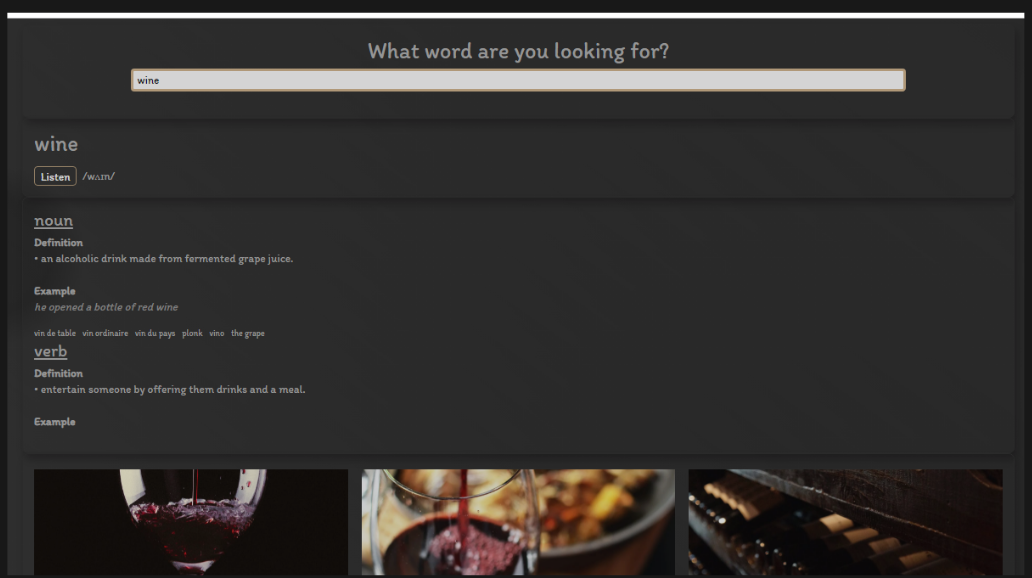 What word are you looking for?
wine
wine
Listen /wʌɪn/
noun
Definition
• an alcoholic drink made from fermented grape juice.
Example
he opened a bottle of red wine
vin de table vin ordinaire vin du pays plonk vino the grape
verb
Definition
• entertain someone by offering them drinks and a meal.
Example